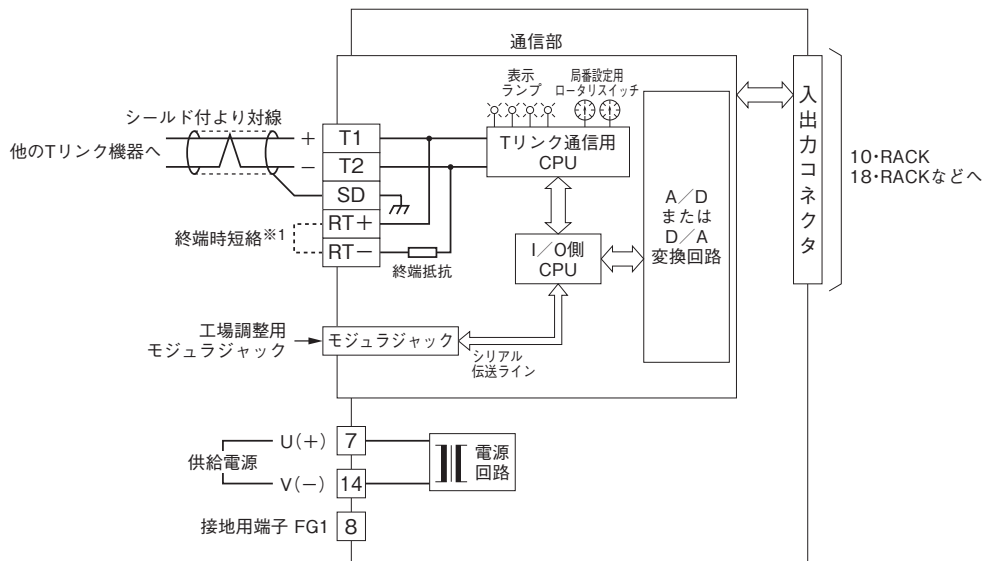 通信部
表示
ランプ
局番設定用
ロータリスイッチ
シールド付より対線
他のTリンク機器へ
+
−
T1
T2
SD
RT+
RT−
終端時短絡※1
終端抵抗
Tリンク通信用
CPU
I/O側
CPU
A/D
または
D/A
変換回路
入出力コネクタ
10・RACK
18・RACKなどへ
工場調整用
モジュラジャック
モジュラジャック
シリアル
伝送ライン
供給電源
U(+)
7
V(−)
14
電源
回路
接地用端子 FG1
8